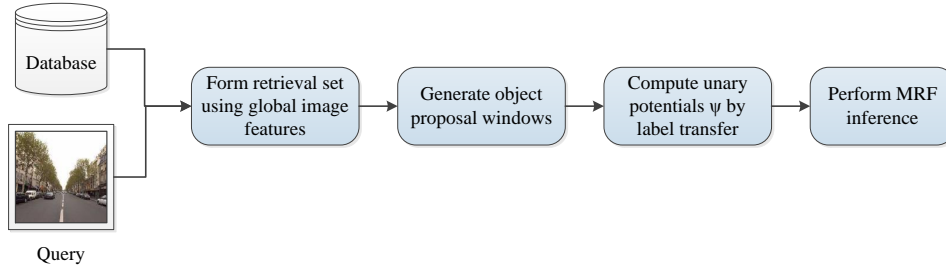 Database
Query
Form retrieval set
using global image
features
Generate object
proposal windows
Compute unary
potentials ψ by
label transfer
Perform MRF
inference